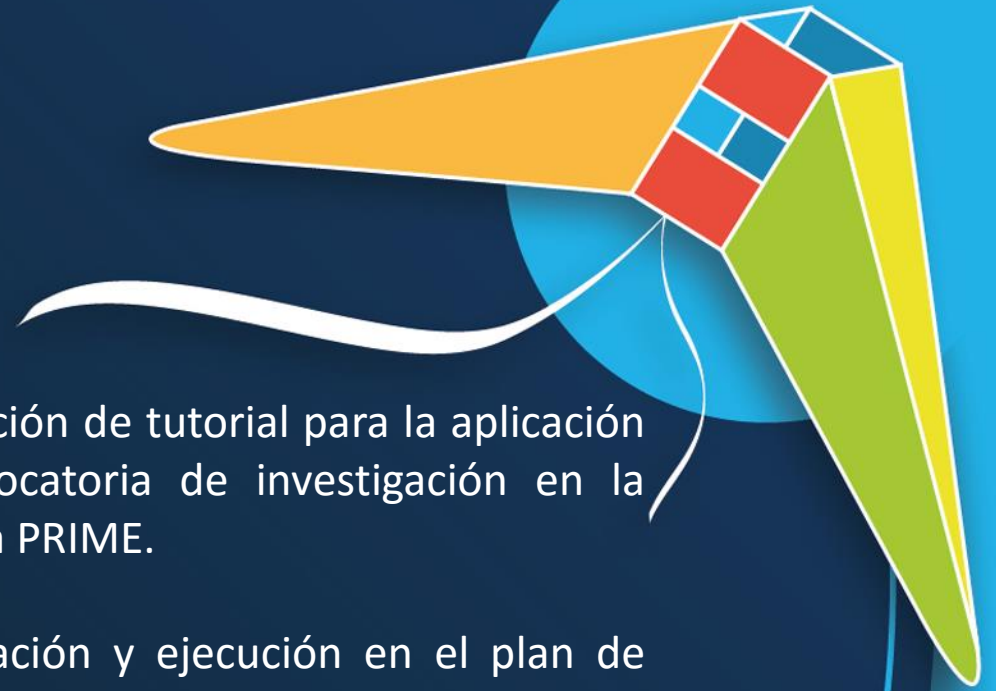 ción de tutorial para la aplicación
ocatoria de investigación en la
PRIME.
ación y ejecución en el plan de